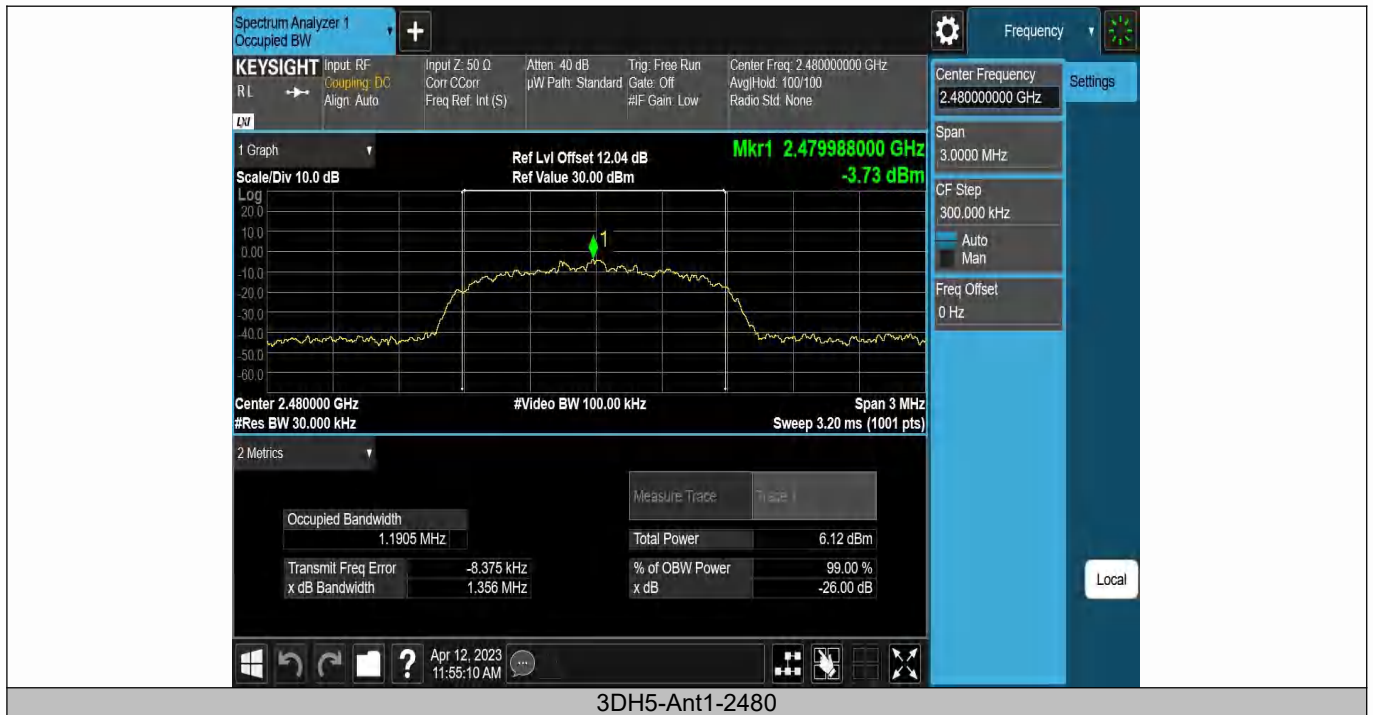 Spectrum Analyzer 1
Occupied BW
+
Frequency
KEYSIGHT
RL
LXI
Input: RF
Coupling: DC
Align: Auto
Input Z: 50 Ω
Corr CCorr
Freq Ref: Int (S)
Atten: 40 dB
µW Path: Standard
Trig: Free Run
Gate: Off
#IF Gain: Low
Center Freq: 2.480000000 GHz
Avg|Hold: 100/100
Radio Std: None
Center Frequency
2.480000000 GHz
Settings
Span
3.0000 MHz
CF Step
300.000 kHz
Auto
Man
Freq Offset
0 Hz
1 Graph
Scale/Div 10.0 dB
Ref Lvl Offset 12.04 dB
Ref Value 30.00 dBm
Mkr1 2.479988000 GHz
-3.73 dBm
Log
20.0
10.0
0.00
-10.0
-20.0
-30.0
-40.0
-50.0
-60.0
1
Center 2.480000 GHz
#Video BW 100.00 kHz
Span 3 MHz
#Res BW 30.000 kHz
Sweep 3.20 ms (1001 pts)
2 Metrics
Measure Trace
Trace 1
Occupied Bandwidth
1.1905 MHz
Total Power 6.12 dBm
Transmit Freq Error -8.375 kHz
% of OBW Power 99.00 %
x dB Bandwidth 1.356 MHz
x dB -26.00 dB
Local
?
Apr 12, 2023
11:55:10 AM
3DH5-Ant1-2480